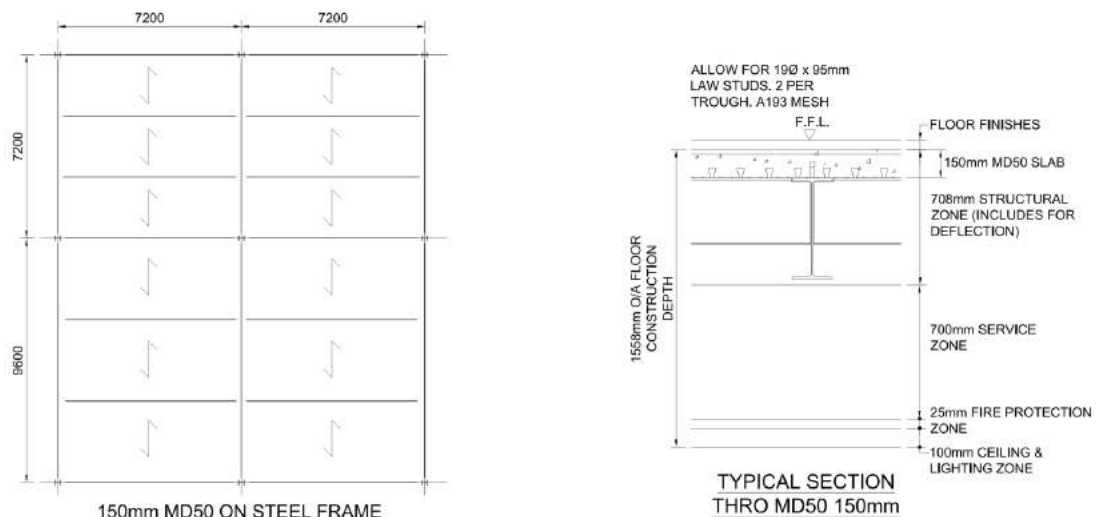 7200
7200
7200
9600
150mm MD50 ON STEEL FRAME
ALLOW FOR 19Ø x 95mm
LAW STUDS. 2 PER
TROUGH. A193 MESH
F.F.L.
FLOOR FINISHES
150mm MD50 SLAB
708mm STRUCTURAL
ZONE (INCLUDES FOR
DEFLECTION)
1558mm O/A FLOOR
CONSTRUCTION
DEPTH
700mm SERVICE
ZONE
25mm FIRE PROTECTION
ZONE
100mm CEILING &
LIGHTING ZONE
TYPICAL SECTION
THRO MD50 150mm